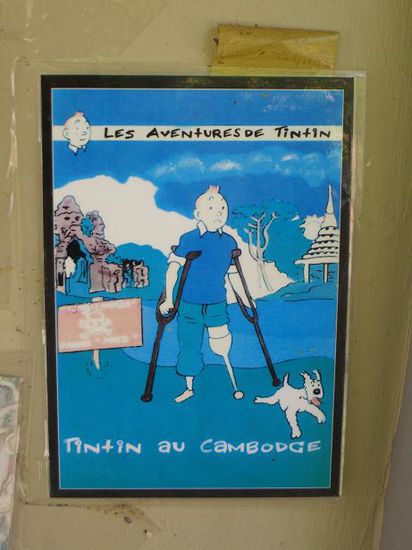 LES AVENTURES DE TINTIN
TINTIN AU CAMBODGE